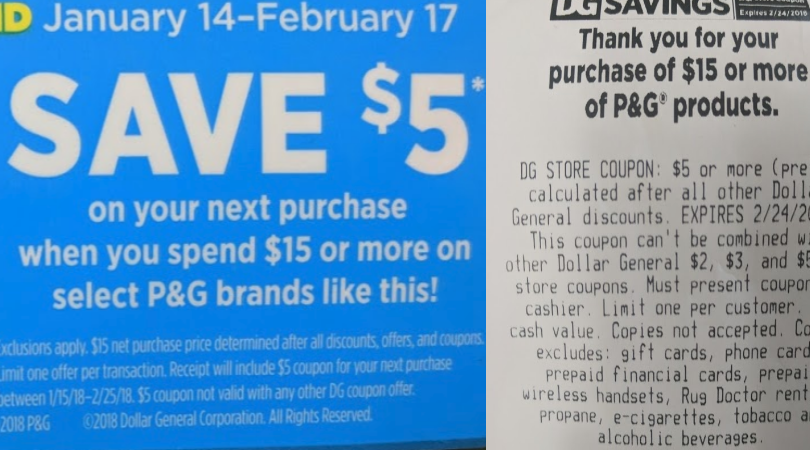 January 14–February 17
SAVE $5*
on your next purchase
when you spend $15 or more on
select P&G brands like this!
xclusions apply. $15 net purchase price determined after all discounts, offers, and coupons.
imit one offer per transaction. Receipt will include $5 coupon for your next purchase
between 1/15/18–2/25/18. $5 coupon not valid with any other DG coupon offer.
2018 P&G ©2018 Dollar General Corporation. All Rights Reserved.
DG SAVINGS
Expires 2/24/2018
Thank you for your
purchase of $15 or more
of P&G® products.
DG STORE COUPON: $5 or more (pre
calculated after all other Doll
General discounts. EXPIRES 2/24/20
This coupon can't be combined w
other Dollar General $2, $3, and $5
store coupons. Must present coupon
cashier. Limit one per customer.
cash value. Copies not accepted. Co
excludes: gift cards, phone card
prepaid financial cards, prepai
wireless handsets, Rug Doctor rent
propane, e-cigarettes, tobacco a
alcoholic beverages.